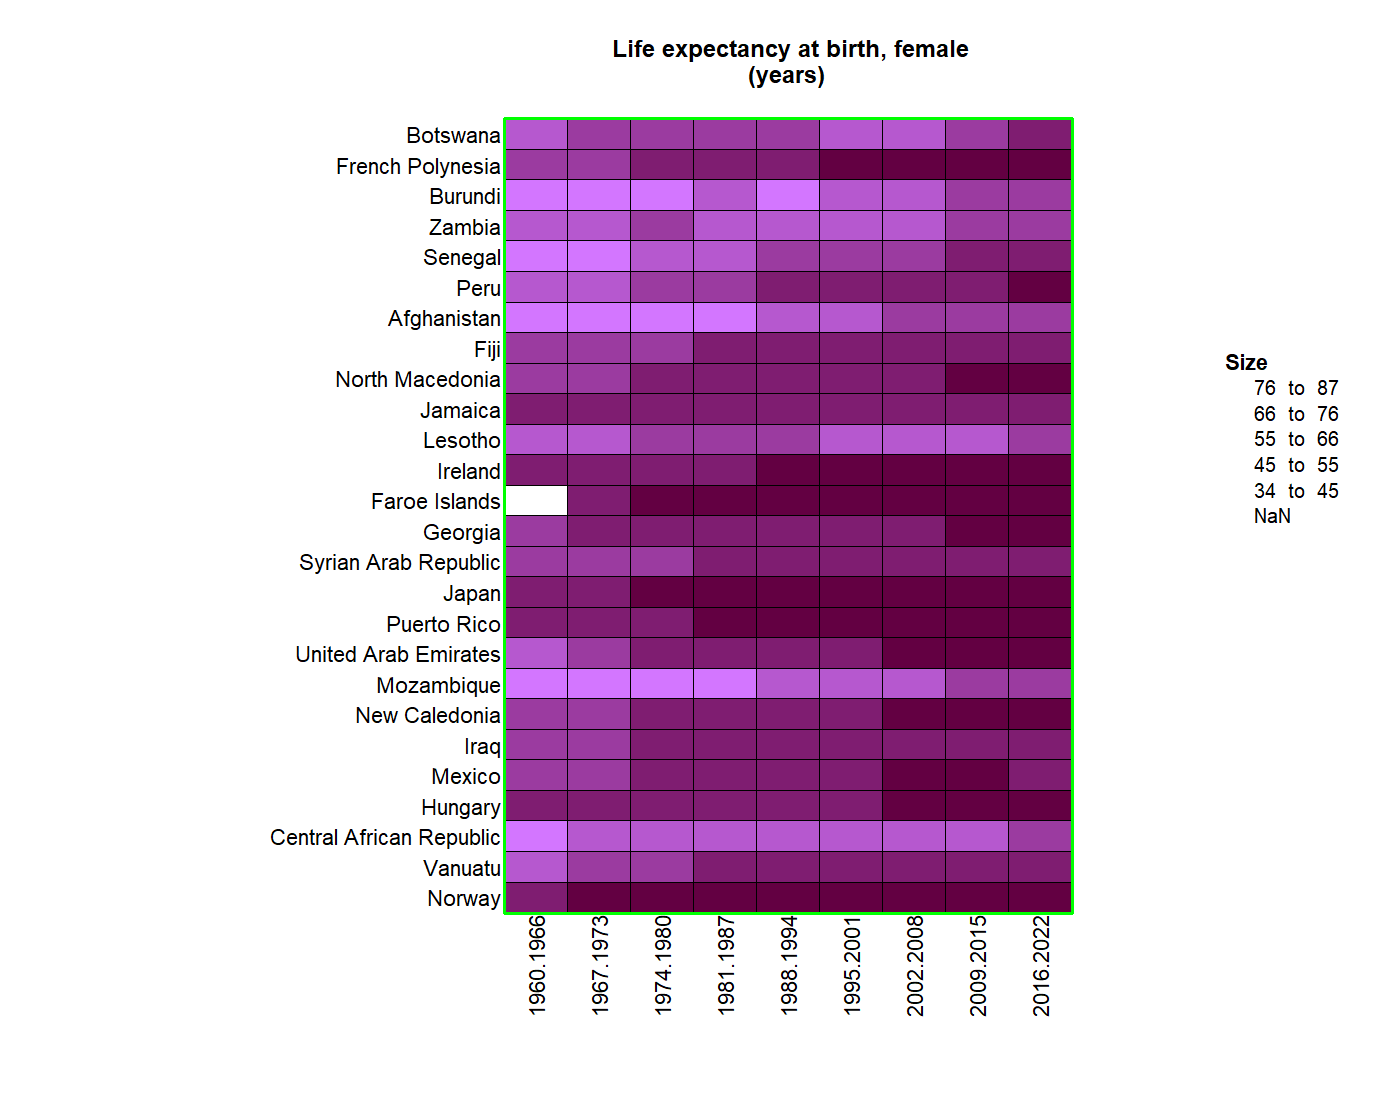 Life expectancy at birth, female
(years)
Botswana
French Polynesia
Burundi
Zambia
Senegal
Peru
Afghanistan
Fiji
North Macedonia
Jamaica
Lesotho
Ireland
Faroe Islands
Georgia
Syrian Arab Republic
Japan
Puerto Rico
United Arab Emirates
Mozambique
New Caledonia
Iraq
Mexico
Hungary
Central African Republic
Vanuatu
Norway
1960.1966
1967.1973
1974.1980
1981.1987
1988.1994
1995.2001
2002.2008
2009.2015
2016.2022
Size
76 to 87
66 to 76
55 to 66
45 to 55
34 to 45
NaN